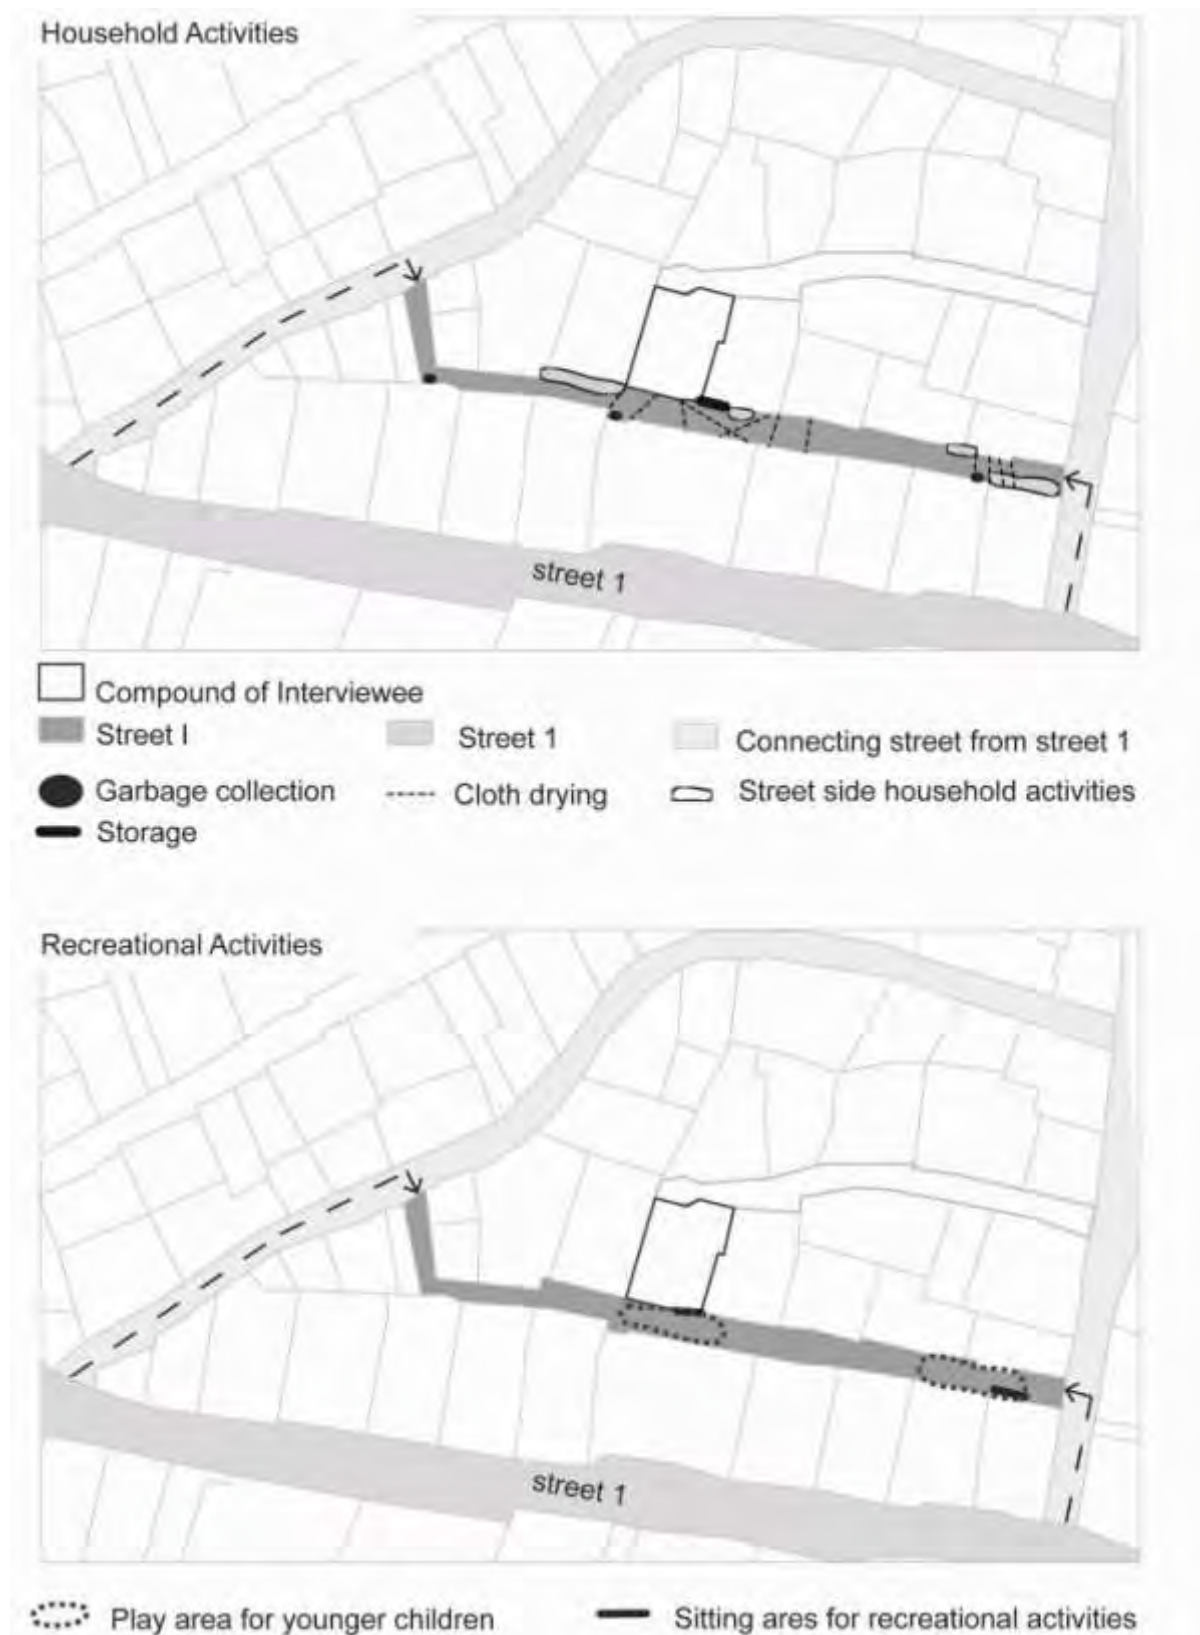 Household Activities
street 1
Compound of Interviewee
Street I Street 1 Connecting street from street 1
Garbage collection Cloth drying Street side household activities
Storage
Recreational Activities
street 1
Play area for younger children Sitting ares for recreational activities